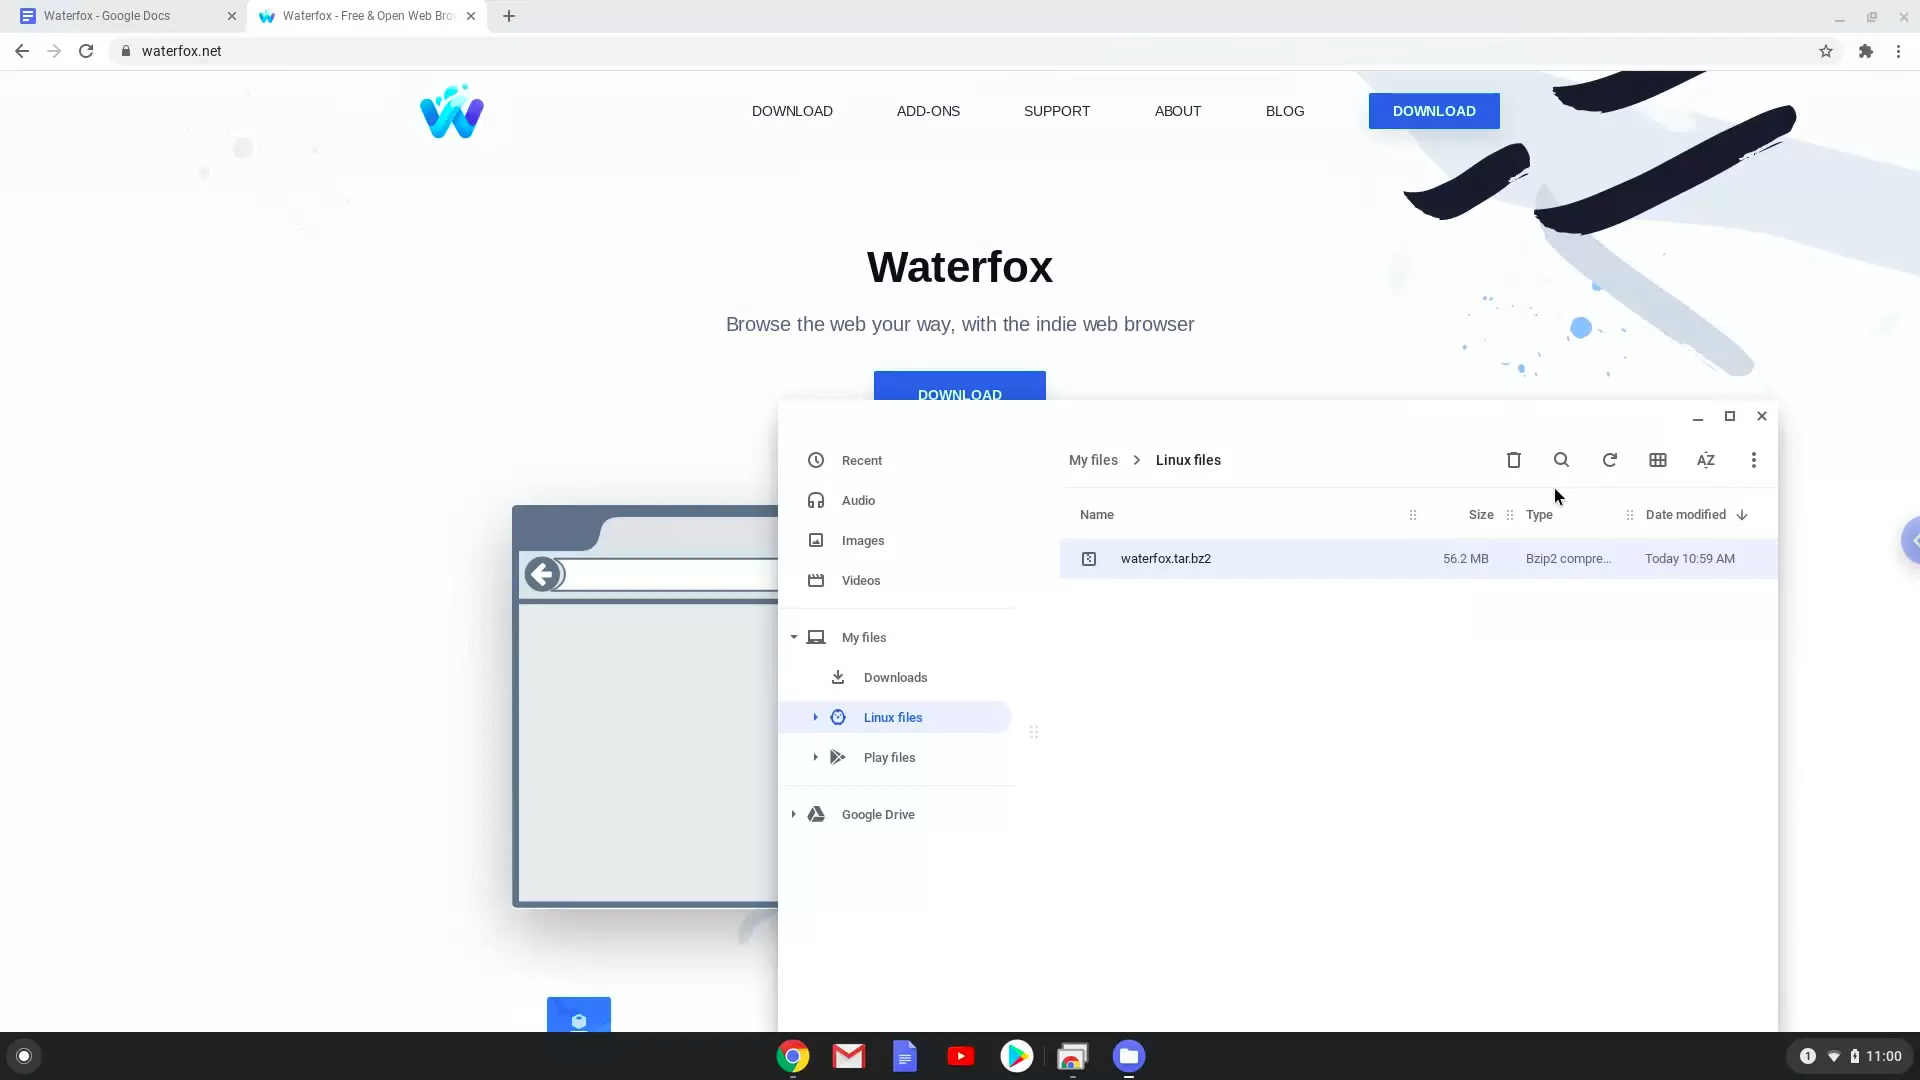 Waterfox - Google Docs
Waterfox - Free & Open Web Bro
waterfox.net
DOWNLOAD
ADD-ONS
SUPPORT
ABOUT
BLOG
DOWNLOAD
Waterfox
Browse the web your way, with the indie web browser
DOWNLOAD
Recent
Audio
Images
Videos
My files
Downloads
Linux files
Play files
Google Drive
My files
Linux files
AZ
Name
Size
Type
Date modified
waterfox.tar.bz2
56.2 MB
Bzip2 compre...
Today 10:59 AM
1
11:00